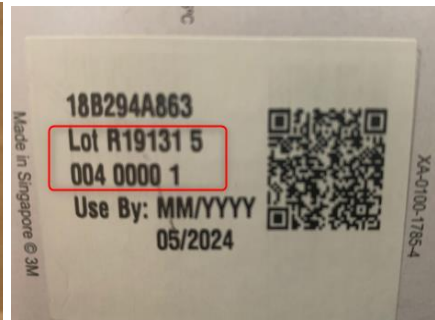 °C
18B294A863
Lot R19131 5
004 0000 1
Use By: MM/YYYY
05/2024
Made in Singapore © 3M
XA-0100-1785-4